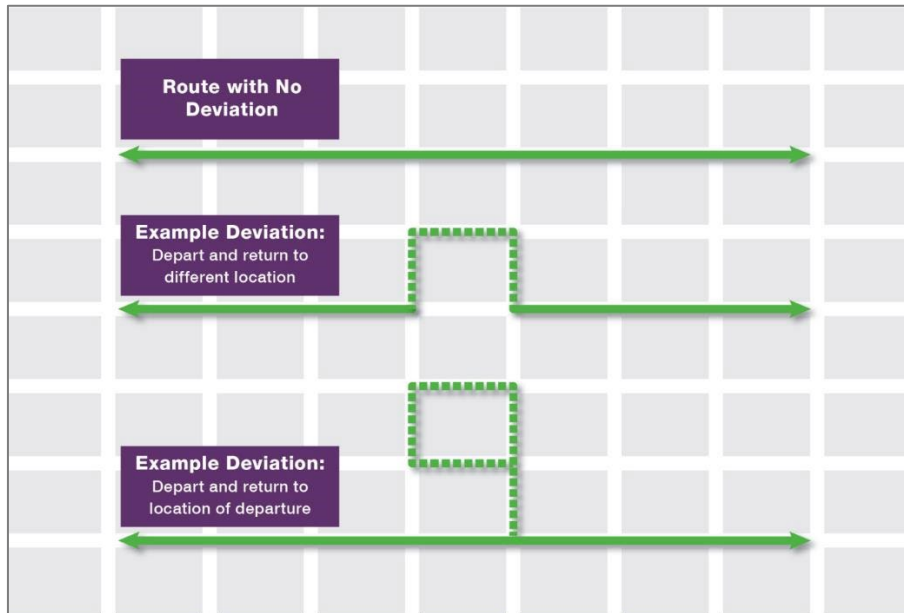 Route with No
Deviation
Example Deviation:
Depart and return to
different location
Example Deviation:
Depart and return to
location of departure